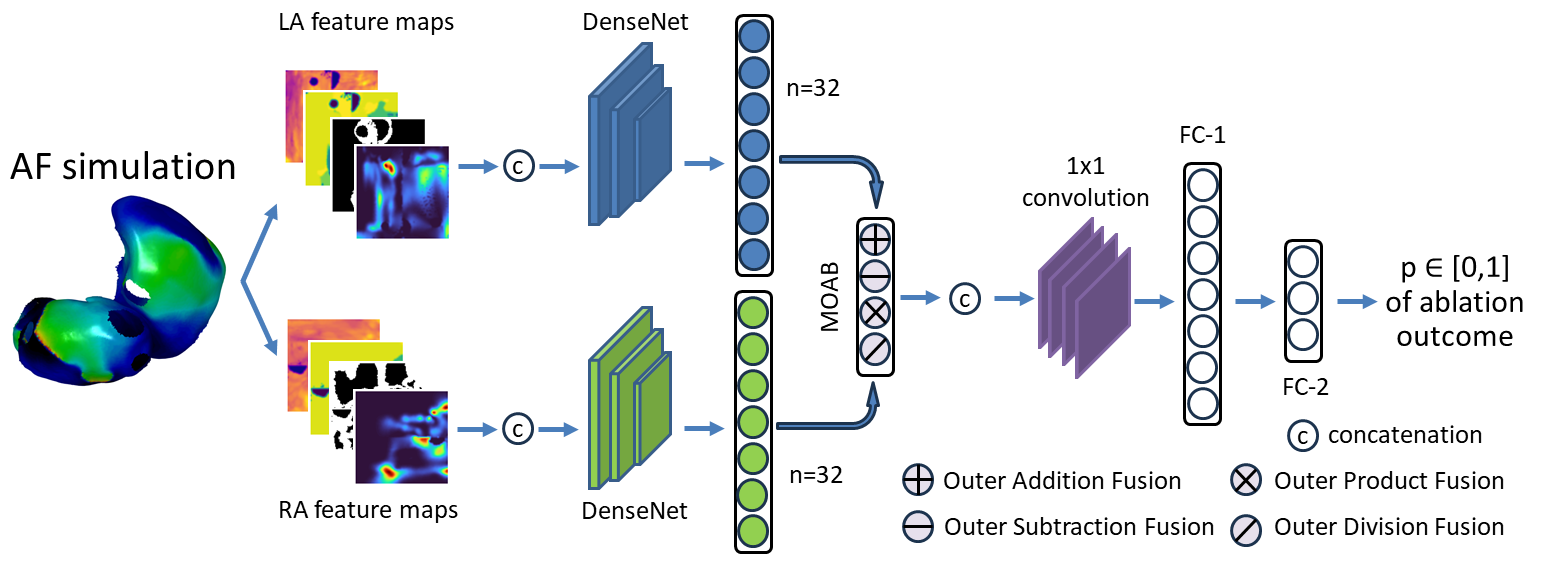 LA feature maps
DenseNet
n=32
AF simulation
c
FC-1
1x1
convolution
MOAB
c
p ∈ [0,1]
of ablation
outcome
FC-2
c
RA feature maps
DenseNet
n=32
c concatenation
Outer Addition Fusion
Outer Product Fusion
Outer Subtraction Fusion
Outer Division Fusion